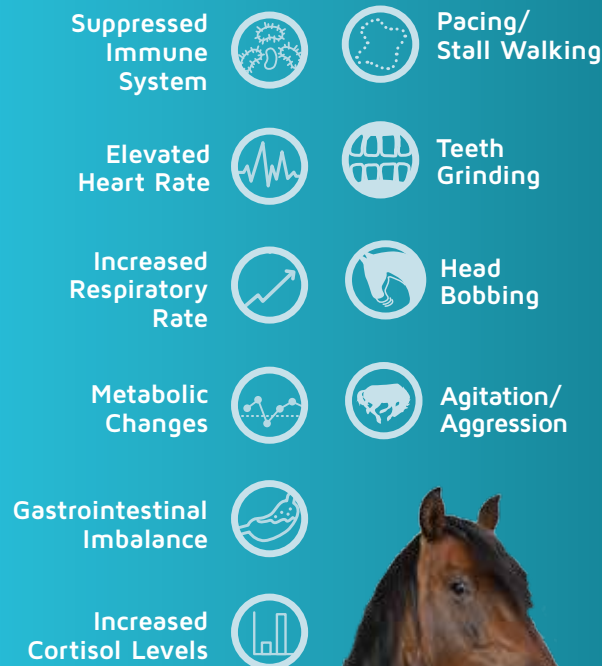 Suppressed
Immune
System
Elevated
Heart Rate
Increased
Respiratory
Rate
Metabolic
Changes
Gastrointestinal
Imbalance
Increased
Cortisol Levels
Pacing/
Stall Walking
Teeth
Grinding
Head
Bobbing
Agitation/
Aggression